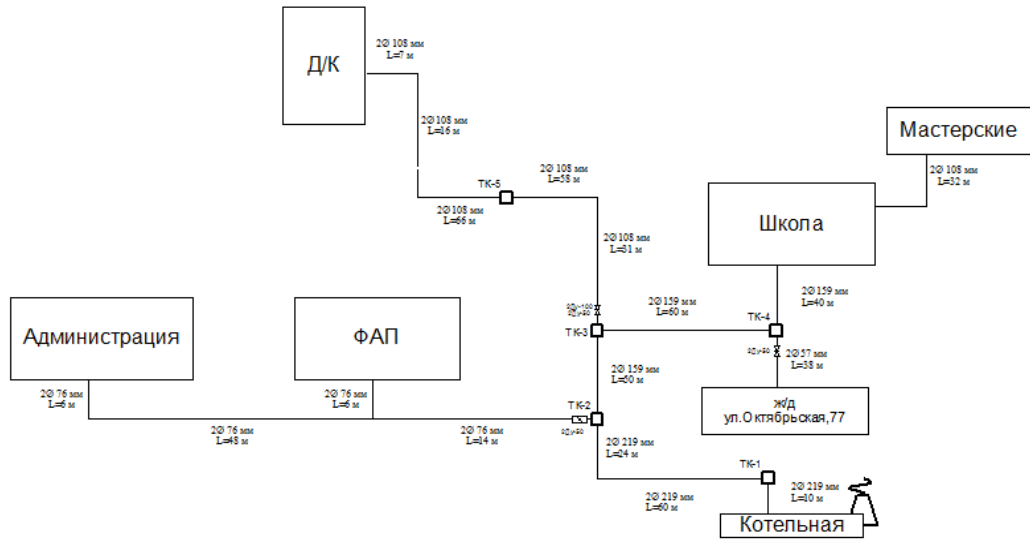 2Ø 108 мм
L=7 м
Д/К
2Ø 108 мм
L=16 м
Мастерские
2Ø 108 мм
L=32 м
2Ø 108 мм
L=58 м
ТК-5
2Ø 108 мм
L=66 м
Школа
2Ø 108 мм
L=31 м
2Ø 159 мм
L=40 м
2Ø 159 мм
L=60 м
ТК-4
ТК-3
Администрация
ФАП
2Ø 57 мм
L=38 м
2Ø 159 мм
L=50 м
2Ø 76 мм
L=6 м
2Ø 76 мм
L=6 м
ж/д
ул.Октябрьская,77
ТК-2
2Ø 76 мм
L=48 м
2Ø 76 мм
L=14 м
2Ø 219 мм
L=24 м
ТК-1
2Ø 219 мм
L=60 м
2Ø 219 мм
L=10 м
Котельная